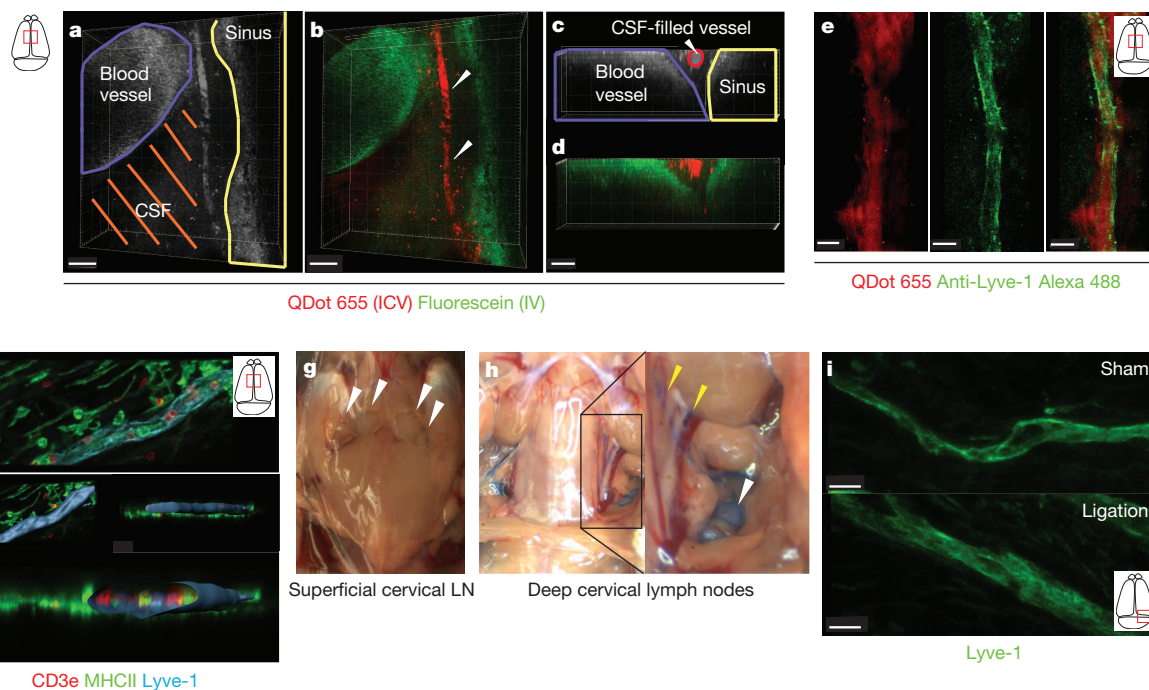 a
Sinus
Blood
vessel
CSF
b
c
CSF-filled vessel
Blood
vessel
Sinus
d
QDot 655 (ICV) Fluorescein (IV)
e
QDot 655 Anti-Lyve-1 Alexa 488
CD3e MHCII Lyve-1
g
Superficial cervical LN
h
Deep cervical lymph nodes
i
Sham
Ligation
Lyve-1